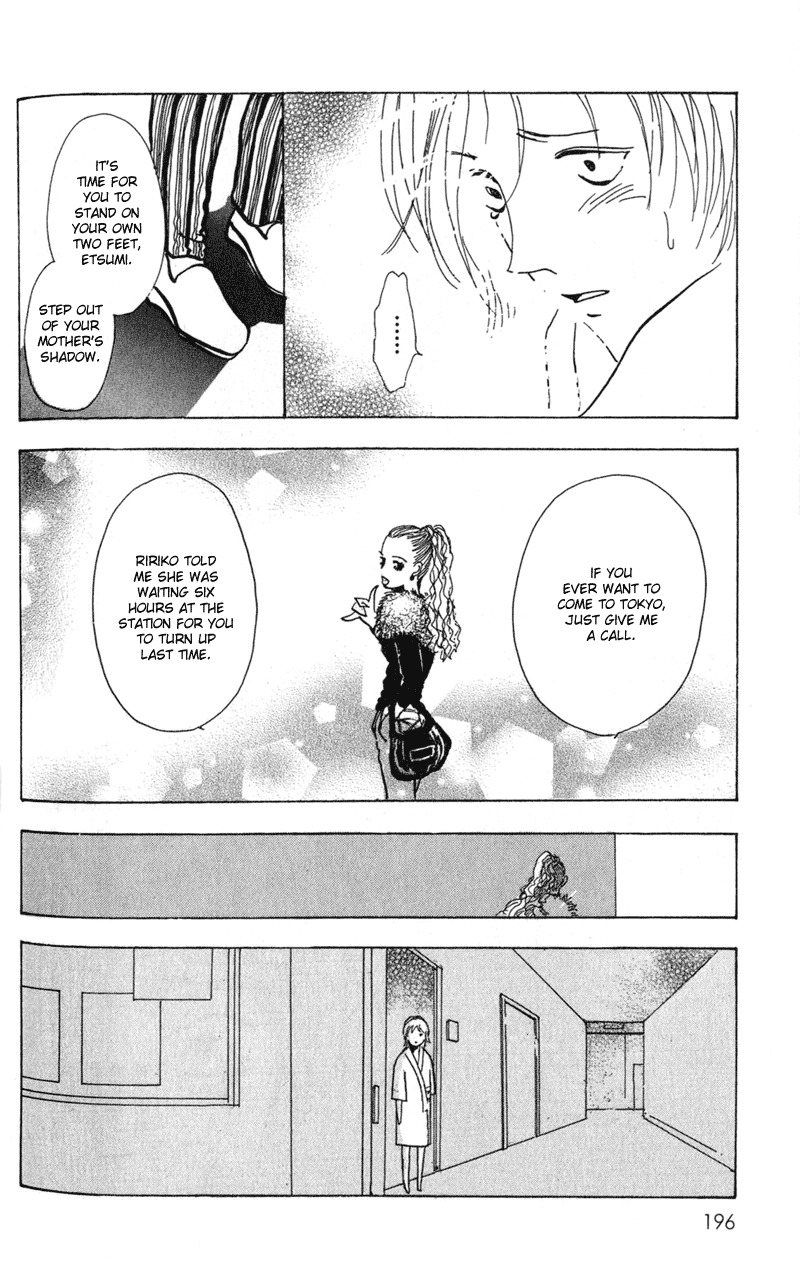 ......
IT'S
TIME FOR
YOU TO
STAND ON
YOUR OWN
TWO FEET,
ETSUMI.
STEP OUT
OF YOUR
MOTHER'S
SHADOW.
IF YOU
EVER WANT TO
COME TO TOKYO,
JUST GIVE ME
A CALL.
RIRIKO TOLD
ME SHE WAS
WAITING SIX
HOURS AT THE
STATION FOR YOU
TO TURN UP
LAST TIME.
196